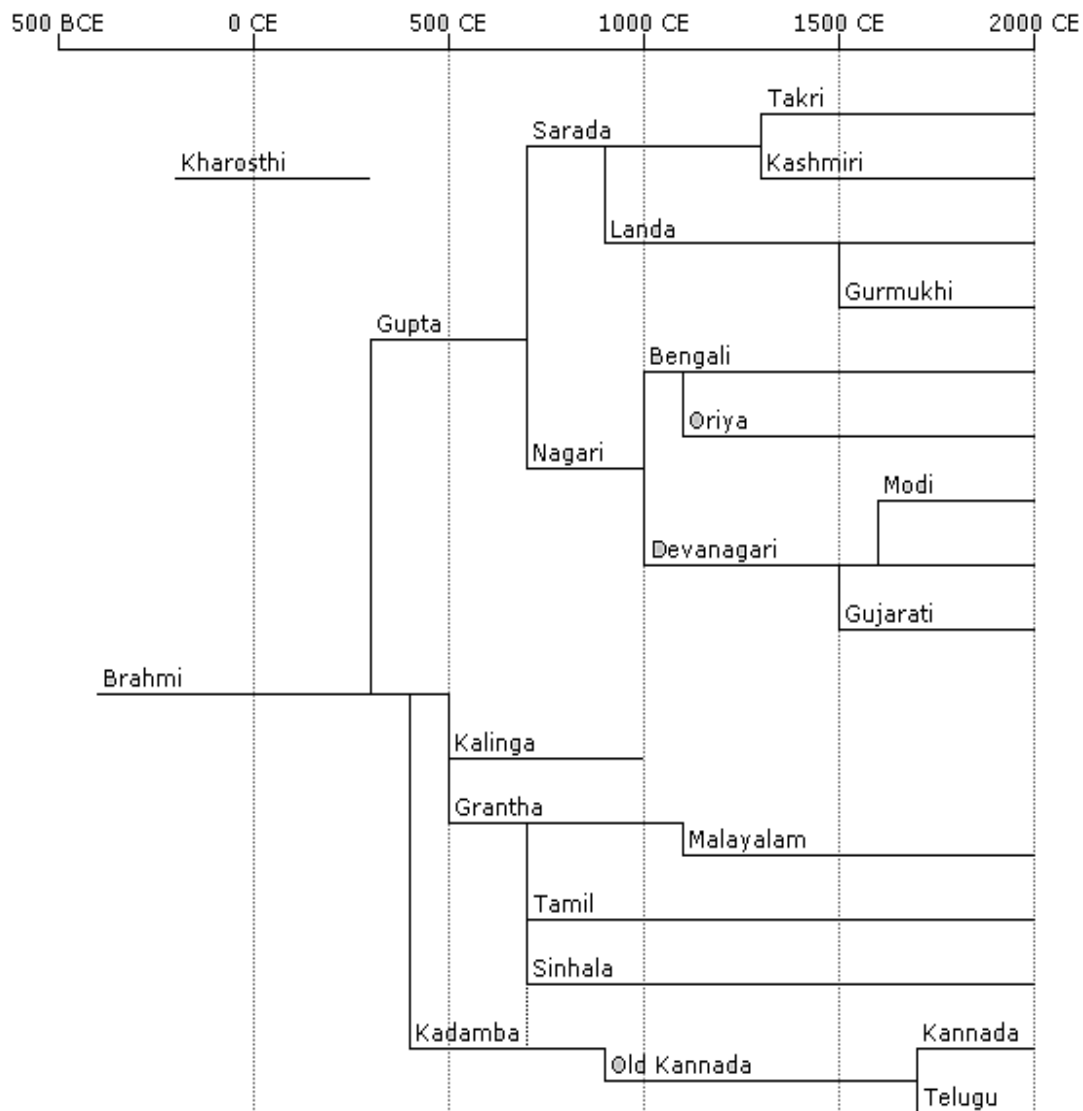 500 BCE 0 CE 500 CE 1000 CE 1500 CE 2000 CE
Takri
Sarada
Kharosthi
Kashmiri
Landa
Gurmukhi
Gupta
Bengali
Oriya
Nagari
Modi
Devanagari
Gujarati
Brahmi
Kalinga
Grantha
Malayalam
Tamil
Sinhala
Kadamba
Kannada
Old Kannada
Telugu